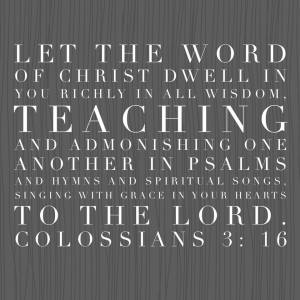 LET THE WORD
OF CHRIST DWELL IN
YOU RICHLY IN ALL WISDOM,
TEACHING
AND ADMONISHING ONE
ANOTHER IN PSALMS
AND HYMNS AND SPIRITUAL SONGS,
SINGING WITH GRACE IN YOUR HEARTS
TO THE LORD.
COLOSSIANS 3: 16